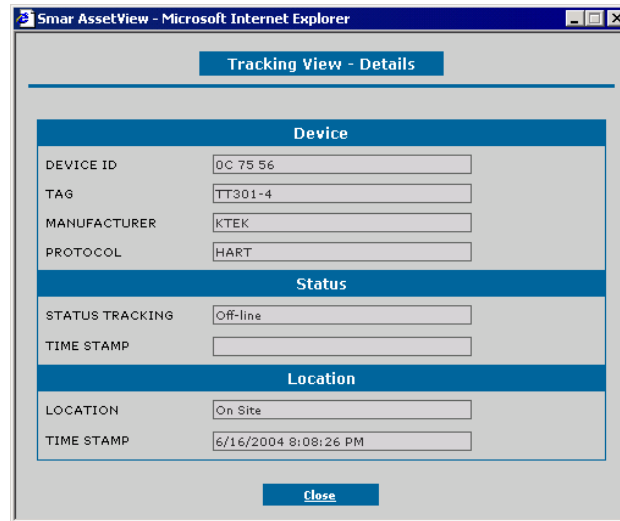 Smar AssetView - Microsoft Internet Explorer
Tracking View - Details
Device
DEVICE ID 0C 75 56
TAG TT301-4
MANUFACTURER KTEK
PROTOCOL HART
Status
STATUS TRACKING Off-line
TIME STAMP
Location
LOCATION On Site
TIME STAMP 6/16/2004 8:08:26 PM
Close